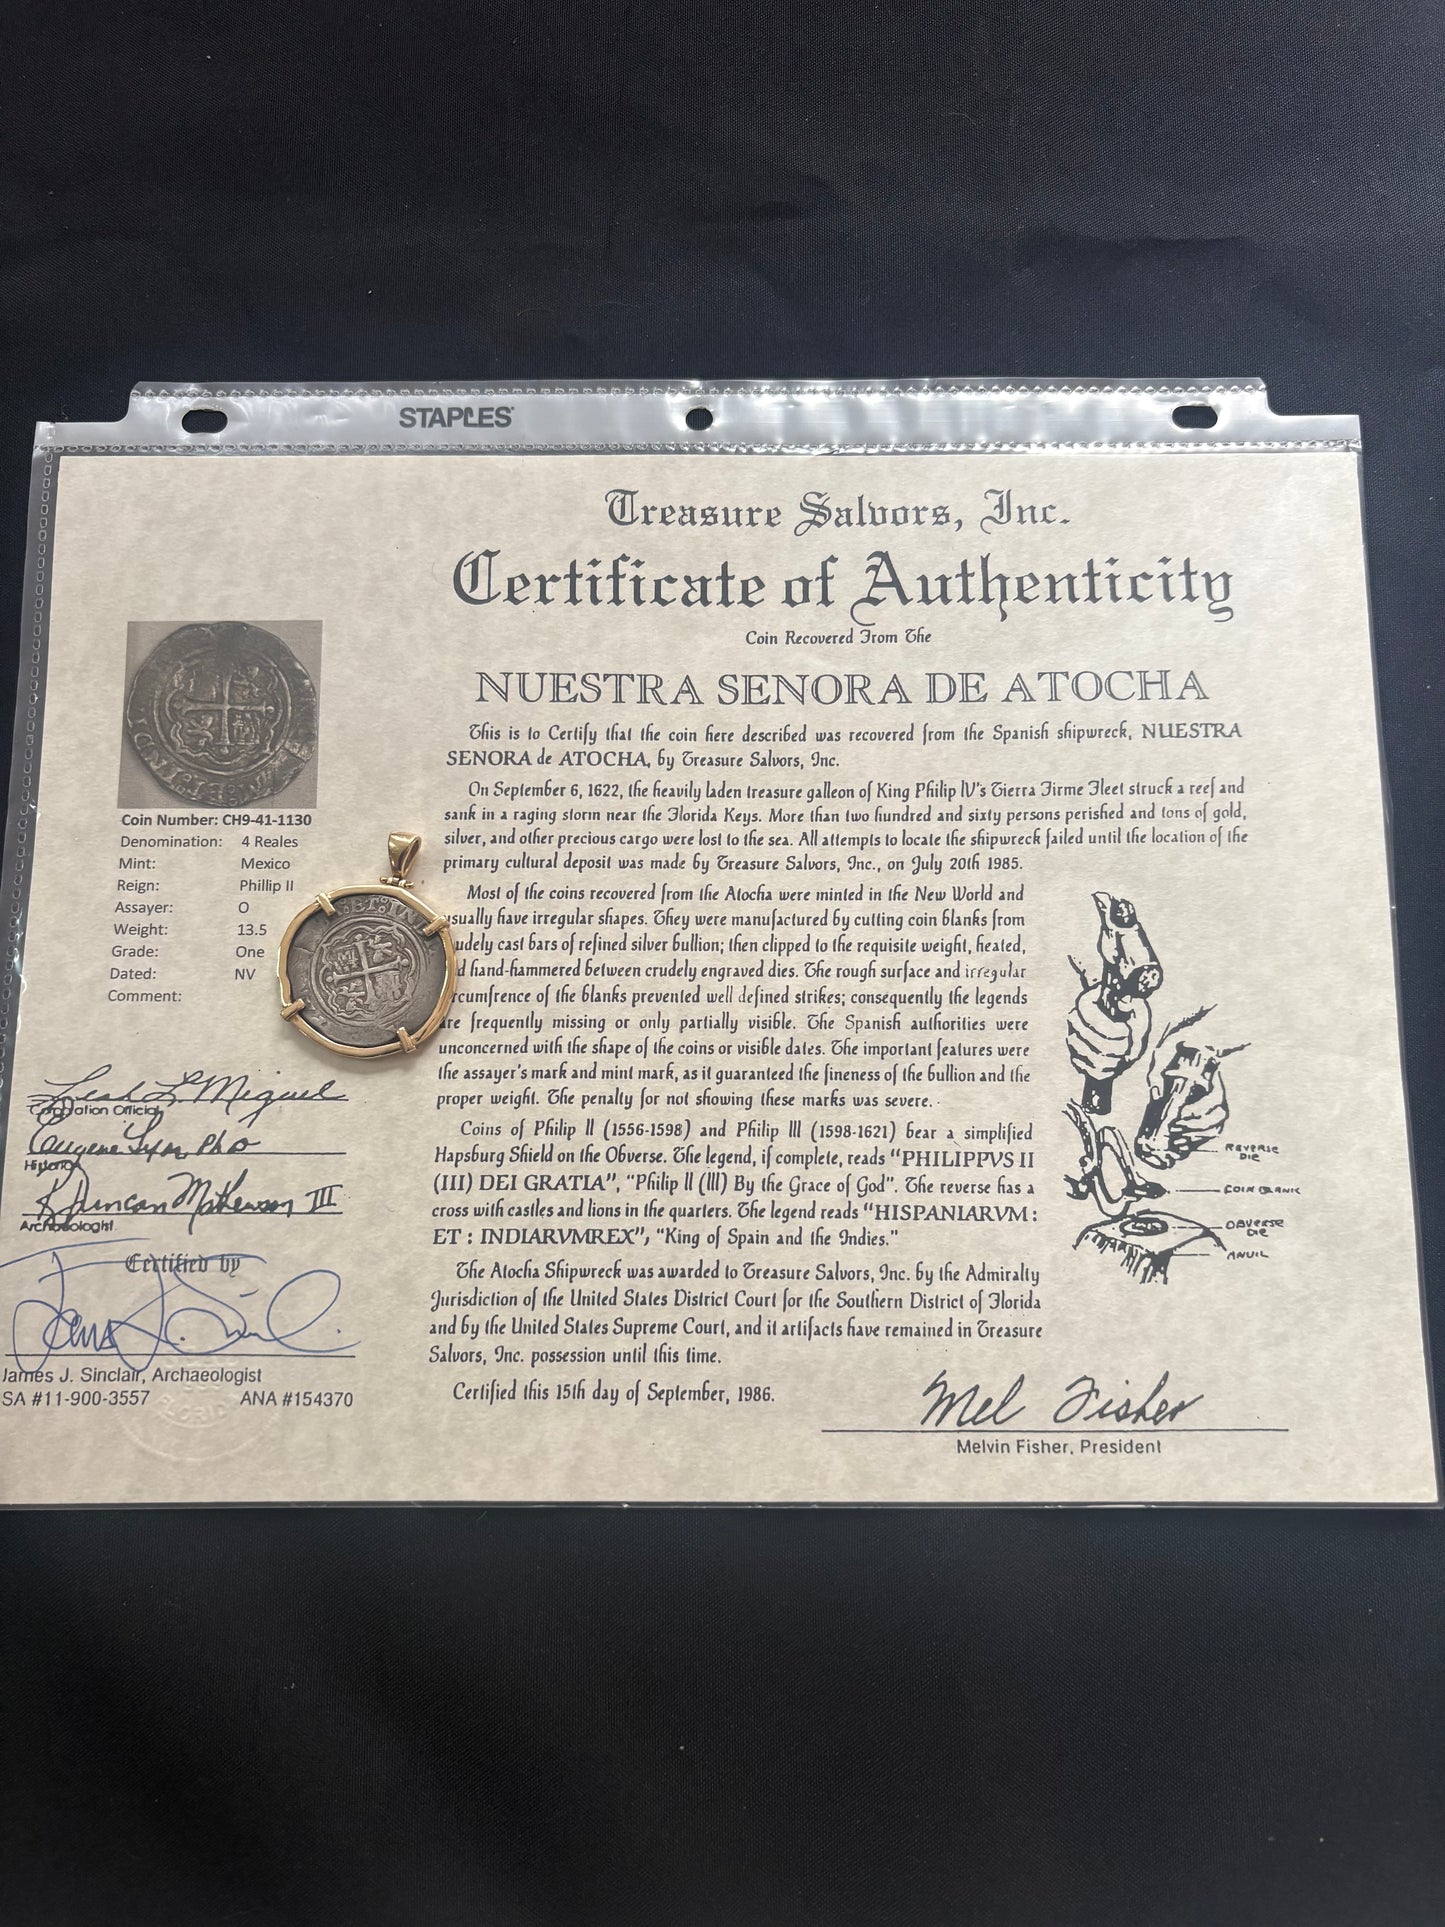 STAPLES
Treasure Salvors, Inc.
Certificate of Authenticity
Coin Recovered From The
NUESTRA SENORA DE ATOCHA
This is to Certify that the coin here described was recovered from the Spanish shipwreck, NUESTRA
SENORA de ATOCHA, by Treasure Salvors, Inc.
On September 6, 1622, the heavily laden treasure galleon of King Philip IV's Tierra Firme Fleet struck a reef and
sank in a raging storm near the Florida Keys. More than two hundred and sixty persons perished and tons of gold,
silver, and other precious cargo were lost to the sea. All attempts to locate the shipwreck failed until the location of the
primary cultural deposit was made by Treasure Salvors, Inc., on July 20th 1985.
Most of the coins recovered from the Atocha were minted in the New World and
usually have irregular shapes. They were manufactured by cutting coin blanks from
udely cast bars of refined silver bullion; then clipped to the requisite weight, heated,
d hand-hammered between crudely engraved dies. The rough surface and irregular
rcumfrence of the blanks prevented well defined strikes; consequently the legends
are frequently missing or only partially visible. The Spanish authorities were
unconcerned with the shape of the coins or visible dates. The important features were
the assayer's mark and mint mark, as it guaranteed the fineness of the bullion and the
proper weight. The penalty for not showing these marks was severe. .
Coins of Philip II (1556-1598) and Philip III (1598-1621) bear a simplified
Hapsburg Shield on the Obverse. The legend, if complete, reads "PHILIPPVS II
(III) DEI GRATIA", "Philip II (III) By the Grace of God". The reverse has a
cross with castles and lions in the quarters. The legend reads "HISPANIARVM :
ET : INDIARVMREX", "King of Spain and the Indies."
The Atocha Shipwreck was awarded to Treasure Salvors, Inc. by the Admiralty
Jurisdiction of the United States District Court for the Southern District of Florida
and by the United States Supreme Court, and it artifacts have remained in Treasure
Salvors, Inc. possession until this time.
Certified this 15th day of September, 1986.
Mel Fisher
Melvin Fisher, President
REVERSE
DIE
COIN BLANK
OBVERSE
DIE
ANVIL
Coin Number: CH9-41-1130
Denomination: 4 Reales
Mint: Mexico
Reign: Phillip II
Assayer: O
Weight: 13.5
Grade: One
Dated: NV
Comment:
Leah L. Miguel
Corporation Official
Eugene Lyon PhD
Historian
R Duncan Mathewson III
Archaeologist
Certified by
James J. Sinclair, Archaeologist
SA #11-900-3557 ANA #154370